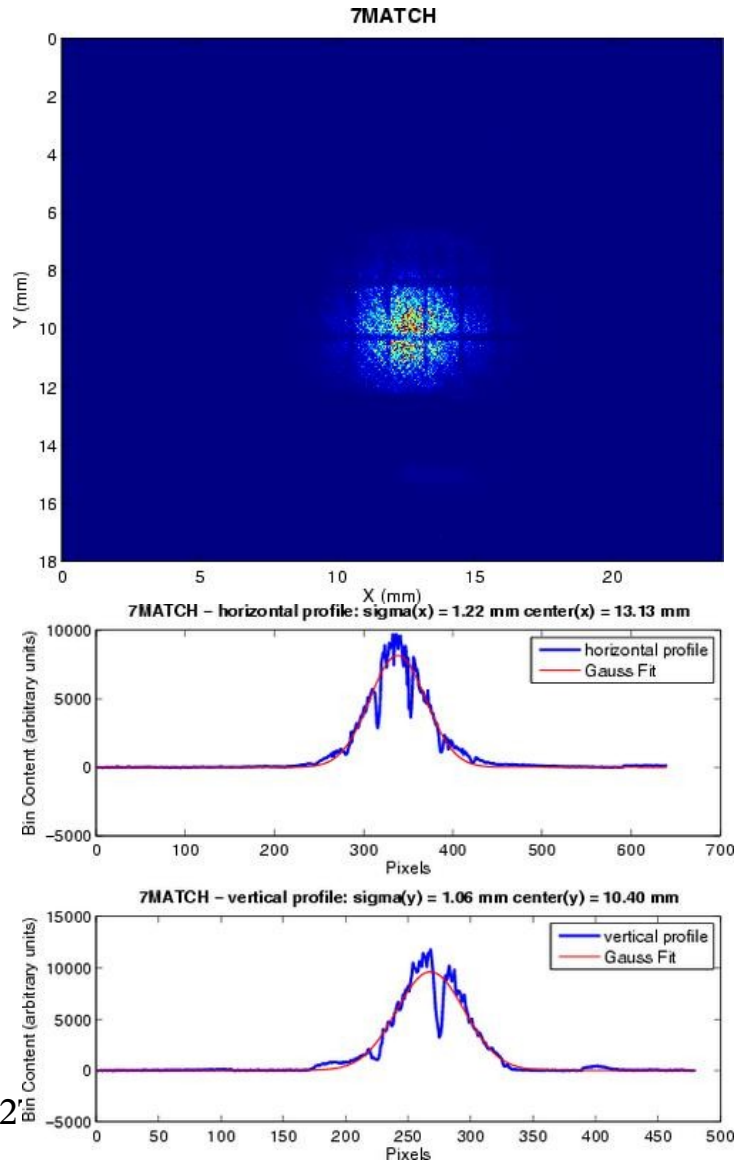 7MATCH
0
2
4
6
8
10
12
14
16
18
Y (mm)
0 5 10 15 20
X (mm)
7MATCH – horizontal profile: sigma(x) = 1.22 mm center(x) = 13.13 mm
10000
5000
0
−5000
Bin Content (arbitrary units)
horizontal profile
Gauss Fit
0 100 200 300 400 500 600 700
Pixels
7MATCH – vertical profile: sigma(y) = 1.06 mm center(y) = 10.40 mm
15000
10000
5000
0
−5000
Bin Content (arbitrary units)
vertical profile
Gauss Fit
0 50 100 150 200 250 300 350 400 450 500
Pixels